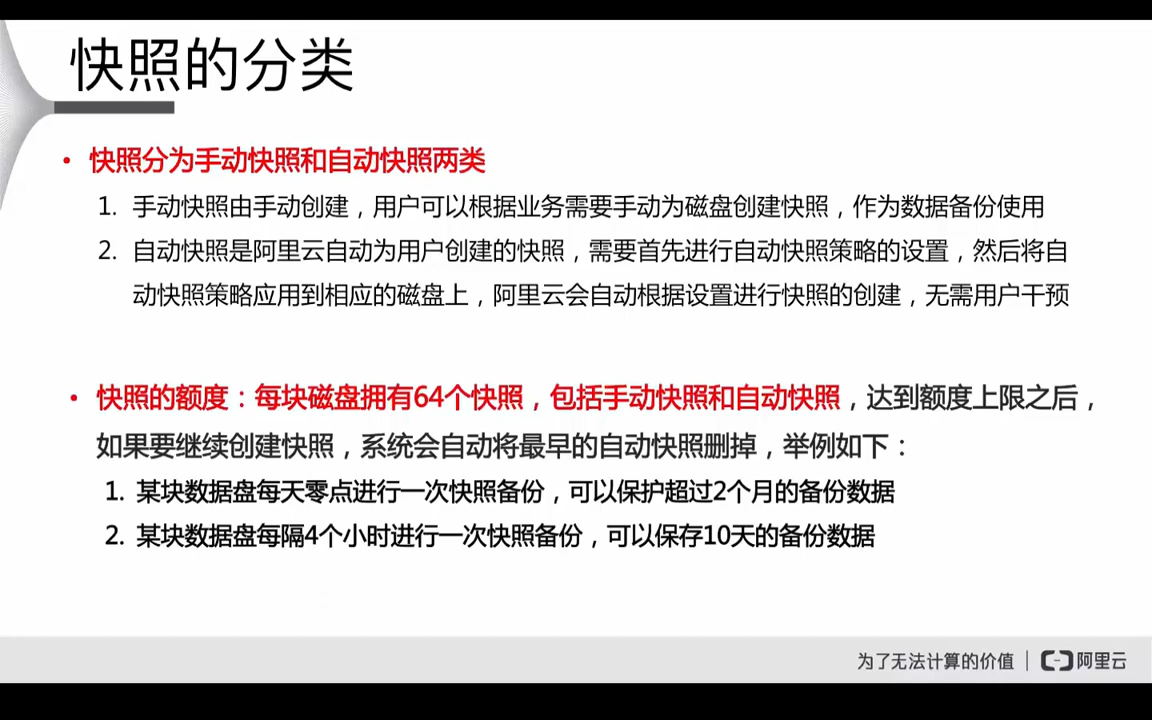 快照的分类
• 快照分为手动快照和自动快照两类
1. 手动快照由手动创建，用户可以根据业务需要手动为磁盘创建快照，作为数据备份使用
2. 自动快照是阿里云自动为用户创建的快照，需要首先进行自动快照策略的设置，然后将自
动快照策略应用到相应的磁盘上，阿里云会自动根据设置进行快照的创建，无需用户干预
• 快照的额度：每块磁盘拥有64个快照，包括手动快照和自动快照，达到额度上限之后，
如果要继续创建快照，系统会自动将最早的自动快照删掉，举例如下：
1. 某块数据盘每天零点进行一次快照备份，可以保护超过2个月的备份数据
2. 某块数据盘每隔4个小时进行一次快照备份，可以保存10天的备份数据
为了无法计算的价值 | 阿里云